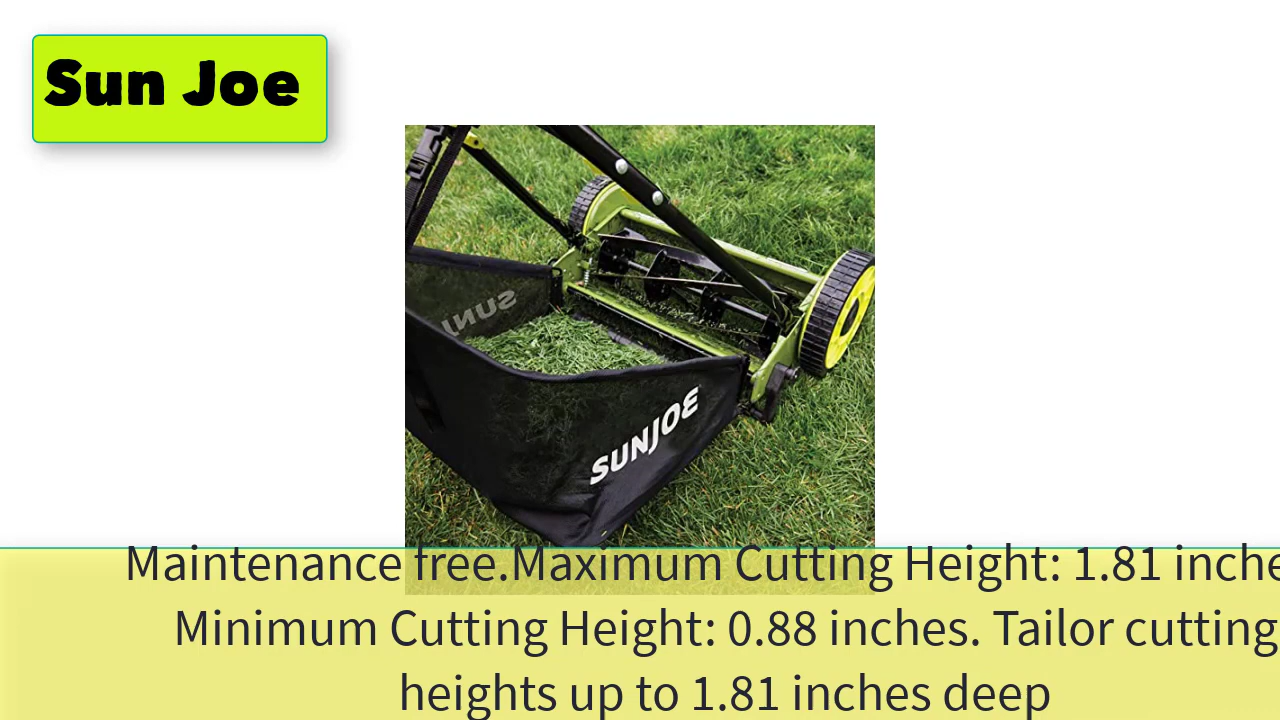 Sun Joe
SUNJ
SUNJOE
Maintenance free.Maximum Cutting Height: 1.81 inche
Minimum Cutting Height: 0.88 inches. Tailor cutting
heights up to 1.81 inches deep